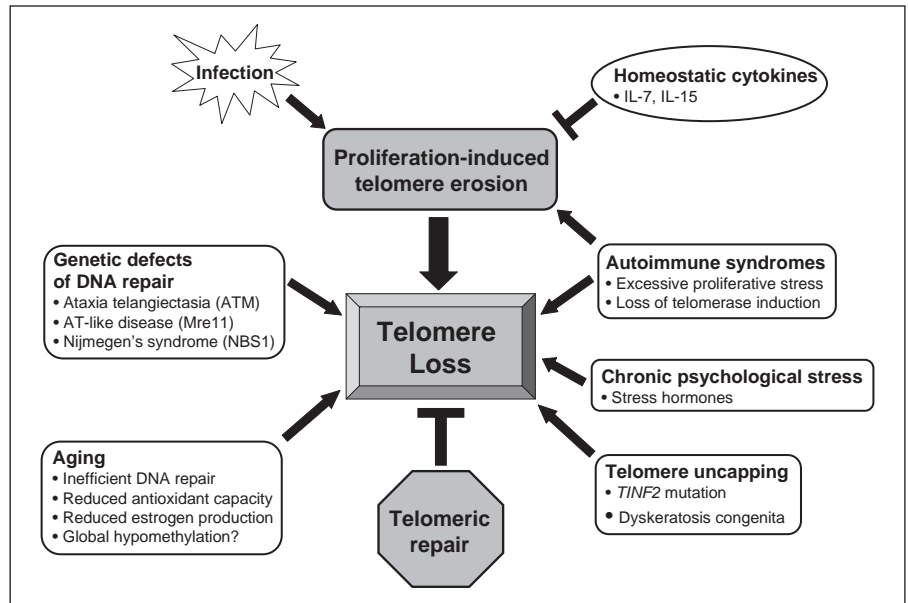 Infection
Homeostatic cytokines
• IL-7, IL-15
Proliferation-induced
telomere erosion
Genetic defects
of DNA repair
• Ataxia telangiectasia (ATM)
• AT-like disease (Mre11)
• Nijmegen's syndrome (NBS1)
Autoimmune syndromes
• Excessive proliferative stress
• Loss of telomerase induction
Telomere
Loss
Chronic psychological stress
• Stress hormones
Aging
• Inefficient DNA repair
• Reduced antioxidant capacity
• Reduced estrogen production
• Global hypomethylation?
Telomeric
repair
Telomere uncapping
• TINF2 mutation
• Dyskeratosis congenita